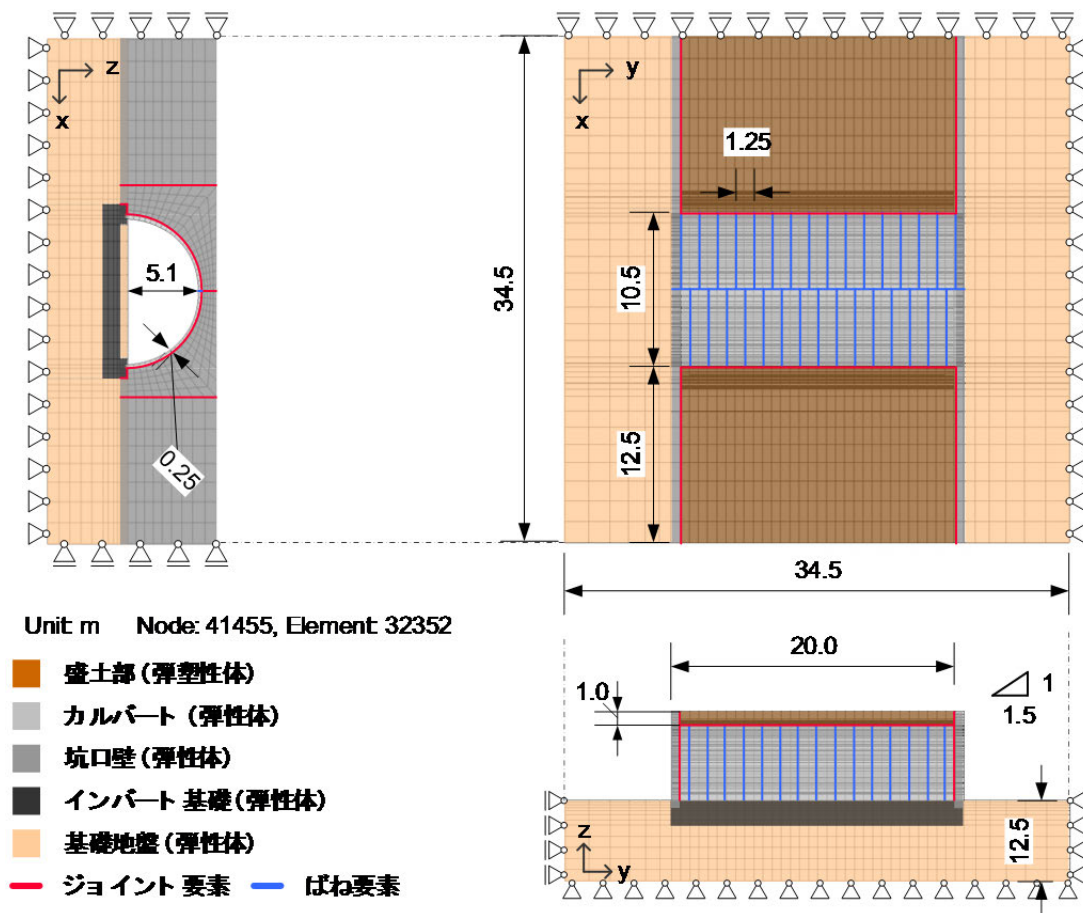 z
x
5.1
0.25
y
x
1.25
34.5
10.5
12.5
34.5
Unit: m Node: 41455, Element: 32352
盛土部(弾塑性体)
カルバート (弾性体)
坑口壁(弾性体)
インバート 基礎(弾性体)
基礎地盤(弾性体)
ジョイント 要素 ばね要素
20.0
1.0
1
1.5
z
y
12.5